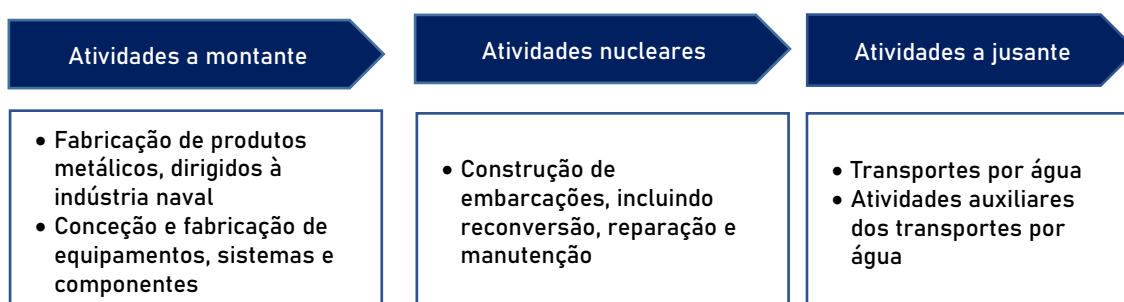 Atividades a montante
Atividades nucleares
Atividades a jusante
• Fabricação de produtos
metálicos, dirigidos à
indústria naval
• Conceção e fabricação de
equipamentos, sistemas e
componentes
• Construção de
embarcações, incluindo
reconversão, reparação e
manutenção
• Transportes por água
• Atividades auxiliares
dos transportes por
água